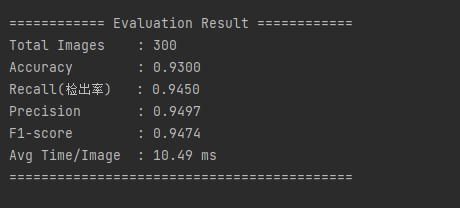 ============ Evaluation Result ============
Total Images    : 300
Accuracy        : 0.9300
Recall(检出率)   : 0.9450
Precision       : 0.9497
F1-score        : 0.9474
Avg Time/Image  : 10.49 ms
===========================================